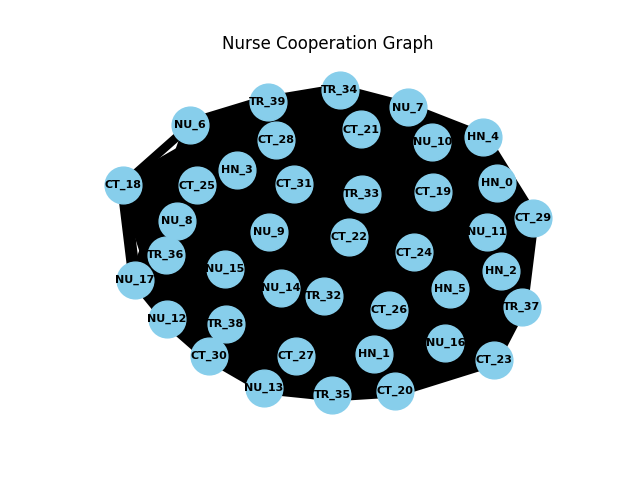 Nurse Cooperation Graph
TR_34
TR_39
NU_7
NU_6
CT_21
HN_4
CT_28
NU_10
HN_3
CT_18
CT_25
CT_31
HN_0
CT_19
TR_33
CT_29
NU_8
NU_9
NU_11
CT_22
CT_24
TR_36
NU_15
HN_2
NU_17
NU_14
HN_5
TR_32
TR_37
CT_26
NU_12
TR_38
NU_16
HN_1
CT_30
CT_27
CT_23
NU_13
CT_20
TR_35